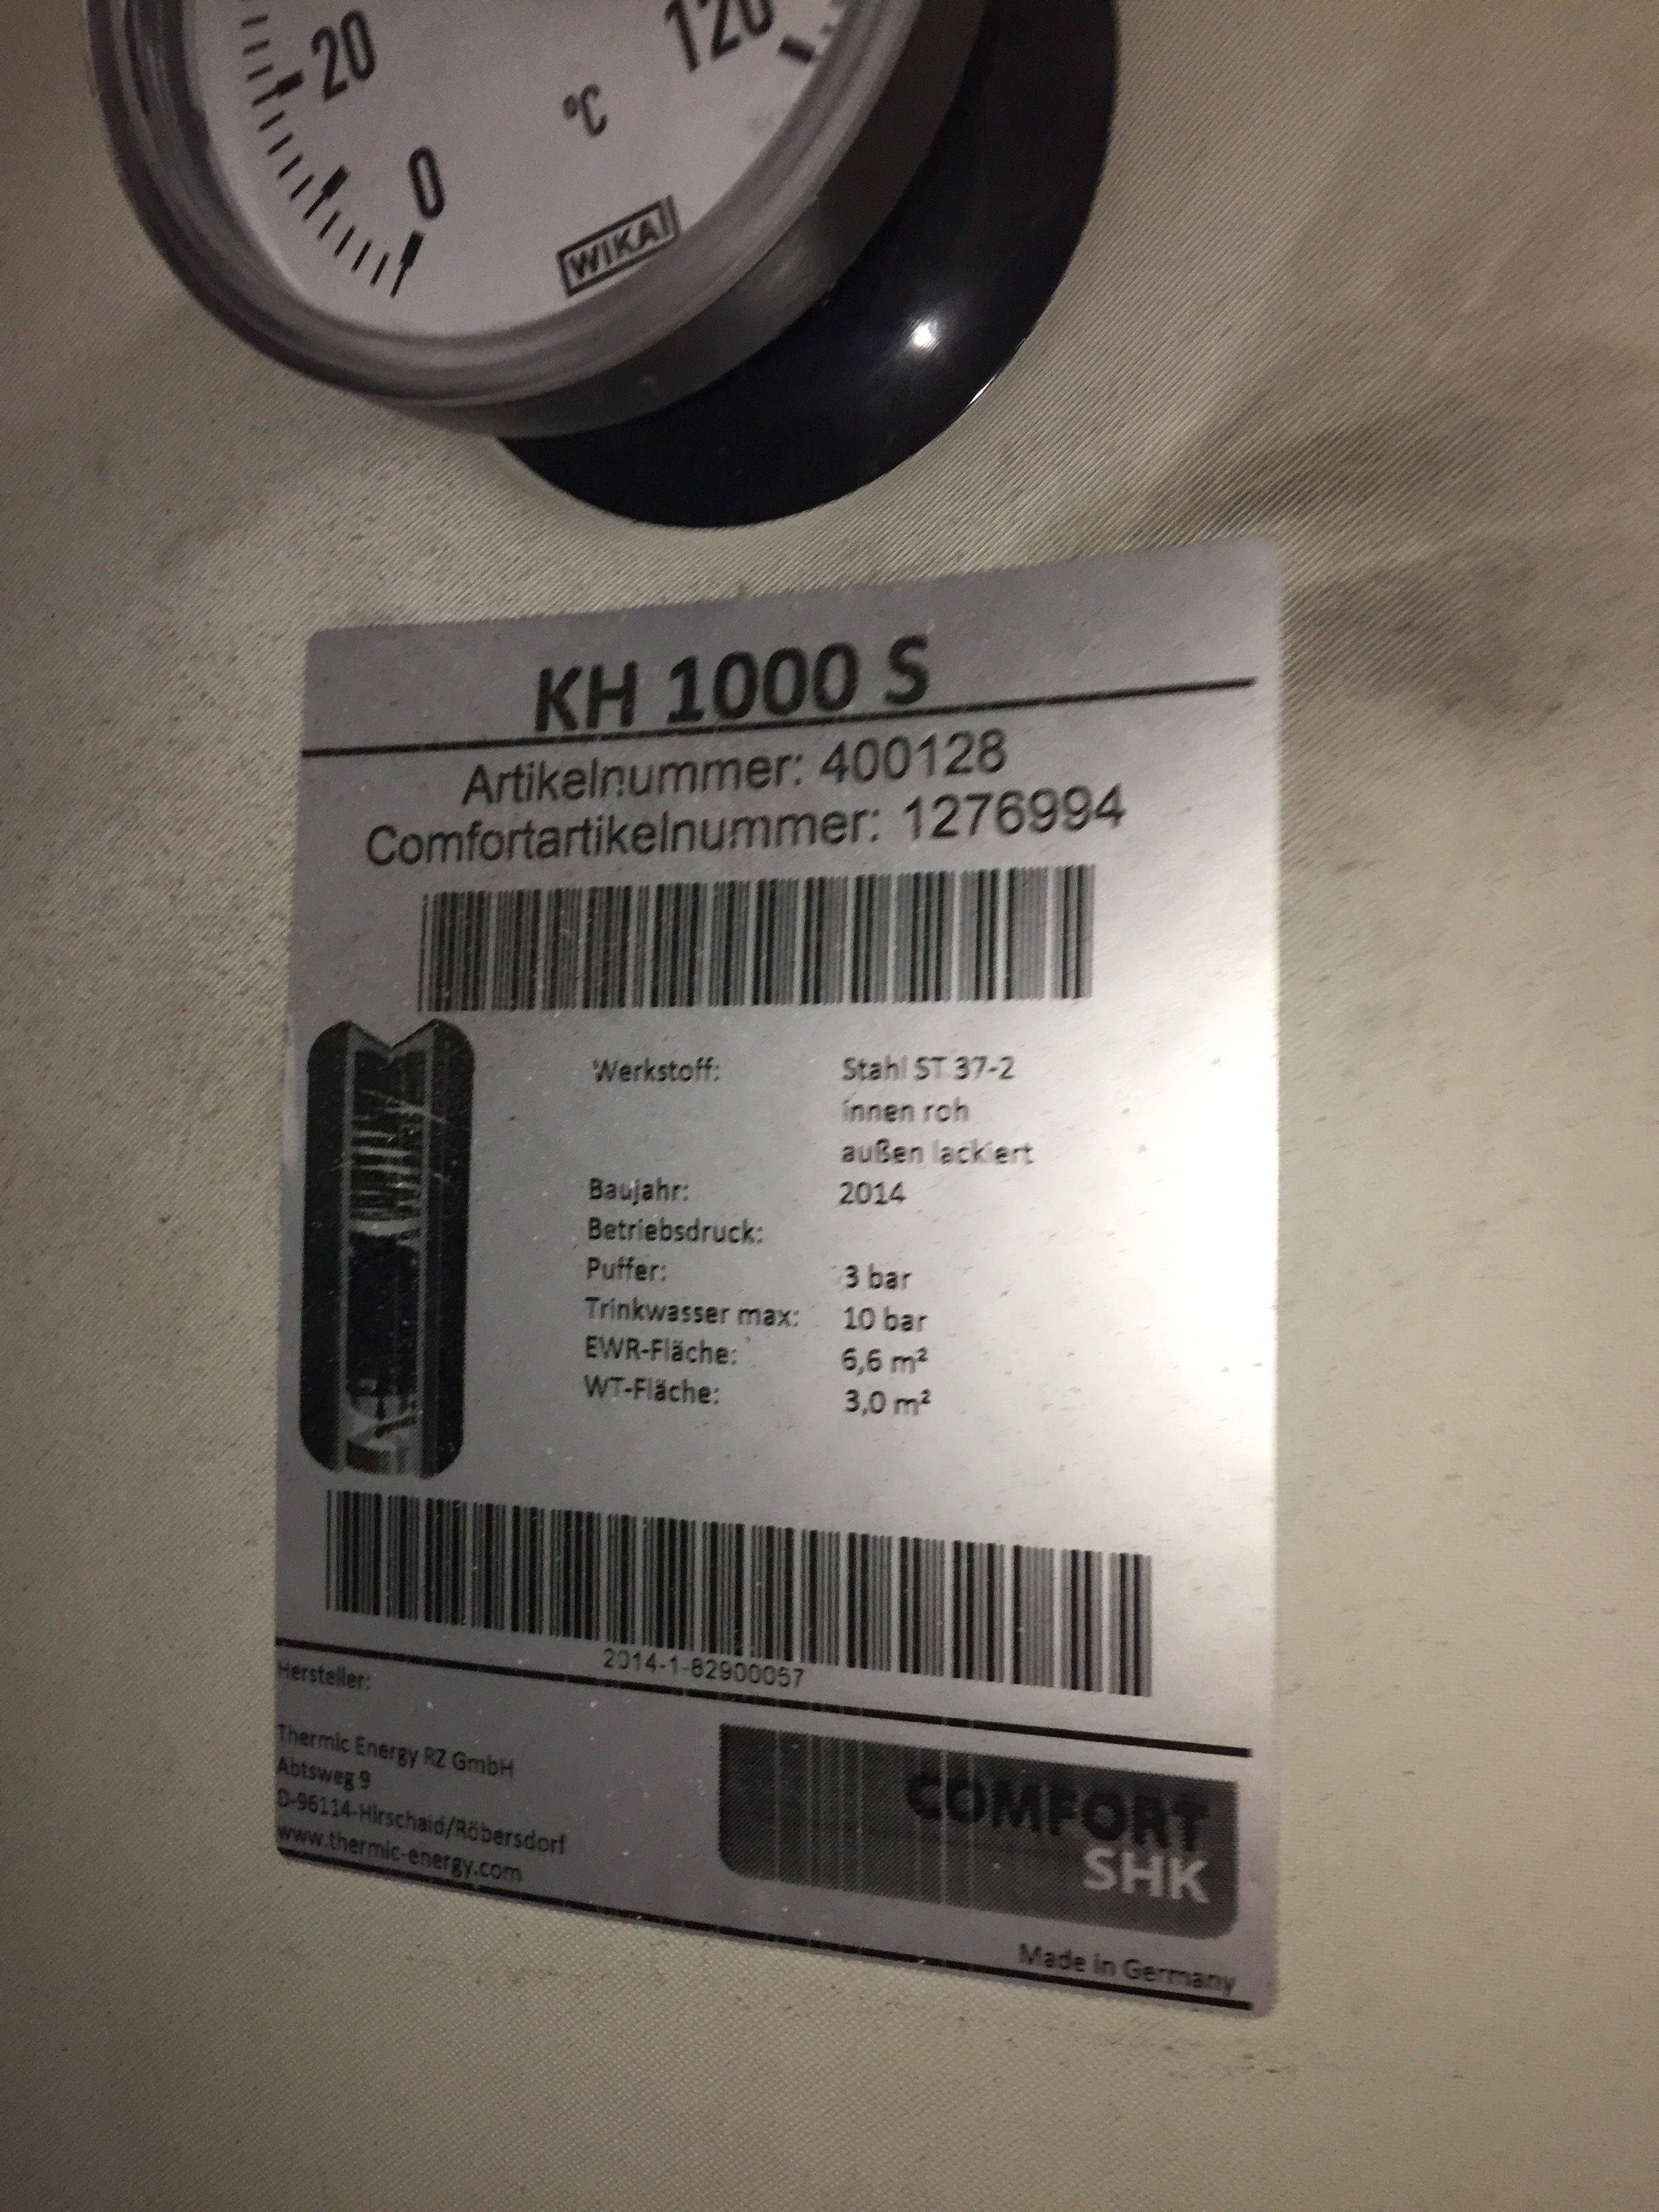 20
120
°C
0
WIKA
KH 1000 S
Artikelnummer: 400128
Comfortartikelnummer: 1276994
Werkstoff: Stahl ST 37-2
innen roh
außen lackiert
Baujahr: 2014
Betriebsdruck:
Puffer: 3 bar
Trinkwasser max: 10 bar
EWR-Fläche: 6,6 m²
WT-Fläche: 3,0 m²
2014-1-82900057
Hersteller:
Thermic Energy RZ GmbH
Abtsweg 9
D-96114-Hirschaid/Röbersdorf
www.thermic-energy.com
COMFORT
SHK
Made in Germany